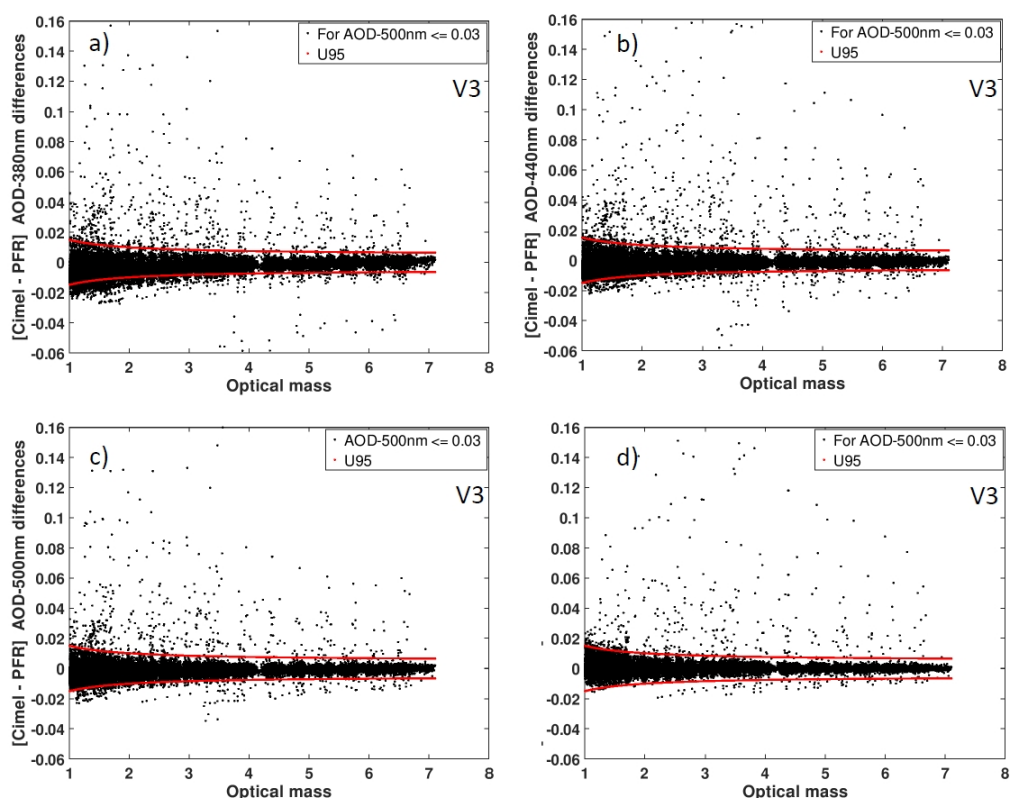 a)
For AOD-500nm <= 0.03
U95
V3
[Cimel - PFR] AOD-380nm differences
0.16
0.14
0.12
0.1
0.08
0.06
0.04
0.02
0
-0.02
-0.04
-0.06
1 2 3 4 5 6 7 8
Optical mass
b)
For AOD-500nm <= 0.03
U95
V3
[Cimel - PFR] AOD-440nm differences
0.16
0.14
0.12
0.1
0.08
0.06
0.04
0.02
0
-0.02
-0.04
-0.06
1 2 3 4 5 6 7 8
Optical mass
c)
AOD-500nm <= 0.03
U95
V3
[Cimel - PFR] AOD-500nm differences
0.16
0.14
0.12
0.1
0.08
0.06
0.04
0.02
0
-0.02
-0.04
-0.06
1 2 3 4 5 6 7 8
Optical mass
d)
For AOD-500nm <= 0.03
U95
V3
0.16
0.14
0.12
0.1
0.08
0.06
0.04
0.02
0
-0.02
-0.04
-0.06
1 2 3 4 5 6 7 8
Optical mass